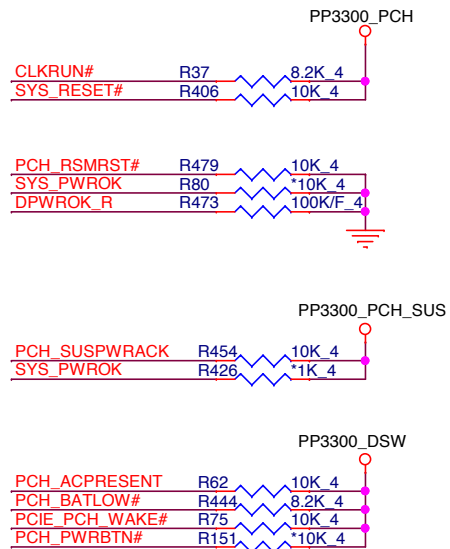 PP3300_PCH
CLKRUN# R37 8.2K_4
SYS_RESET# R406 10K_4
PCH_RSMRST# R479 10K_4
SYS_PWROK R80 *10K_4
DPWROK_R R473 100K/F_4
PP3300_PCH_SUS
PCH_SUSPWRACK R454 10K_4
SYS_PWROK R426 *1K_4
PP3300_DSW
PCH_ACPRESENT R62 10K_4
PCH_BATLOW# R444 8.2K_4
PCIE_PCH_WAKE# R75 10K_4
PCH_PWRBTN# R151 *10K_4